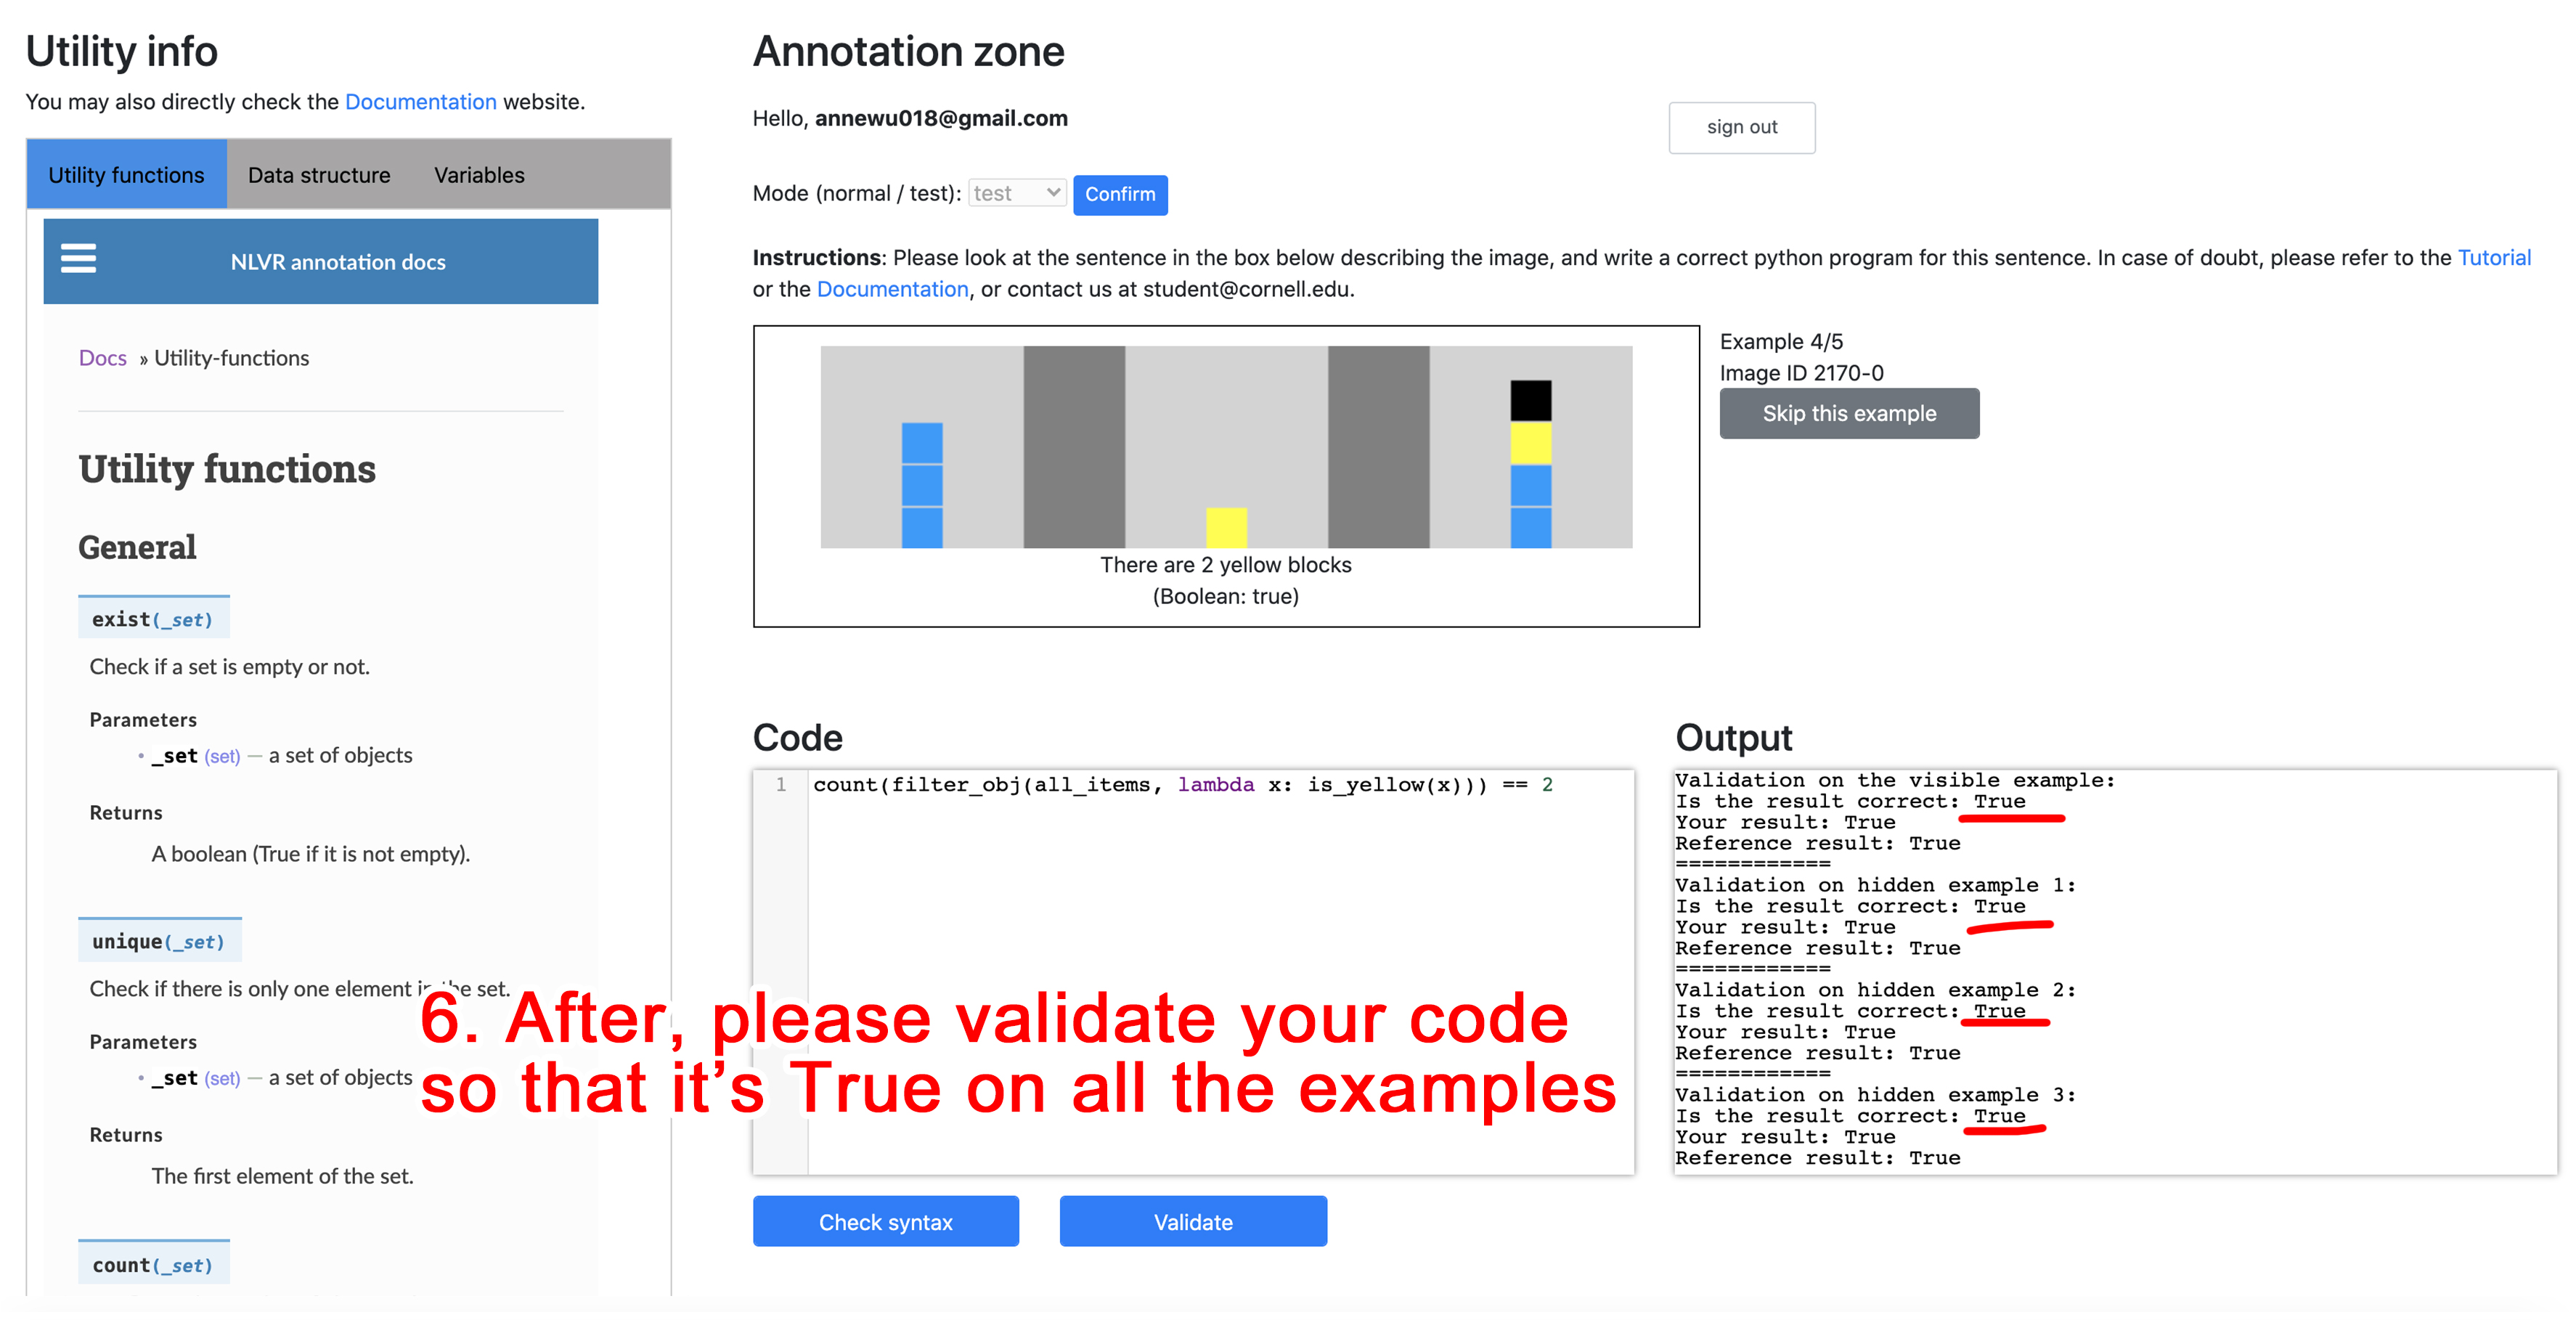 Utility info
You may also directly check the Documentation website.
Utility functions
Data structure
Variables
NLVR annotation docs
Docs » Utility-functions
Utility functions
General
exist(_set)
Check if a set is empty or not.
Parameters
• _set (set) — a set of objects
Returns
A boolean (True if it is not empty).
unique(_set)
Check if there is only one element in the set.
Parameters
• _set (set) — a set of objects
Returns
The first element of the set.
count(_set)
Annotation zone
Hello, annewu018@gmail.com
sign out
Mode (normal / test): test Confirm
Instructions: Please look at the sentence in the box below describing the image, and write a correct python program for this sentence. In case of doubt, please refer to the Tutorial
or the Documentation, or contact us at student@cornell.edu.
There are 2 yellow blocks
(Boolean: true)
Example 4/5
Image ID 2170-0
Skip this example
Code
1 count(filter_obj(all_items, lambda x: is_yellow(x))) == 2
6. After, please validate your code
so that it’s True on all the examples
Check syntax
Validate
Output
Validation on the visible example:
Is the result correct: True
Your result: True
Reference result: True
============
Validation on hidden example 1:
Is the result correct: True
Your result: True
Reference result: True
============
Validation on hidden example 2:
Is the result correct: True
Your result: True
Reference result: True
============
Validation on hidden example 3:
Is the result correct: True
Your result: True
Reference result: True